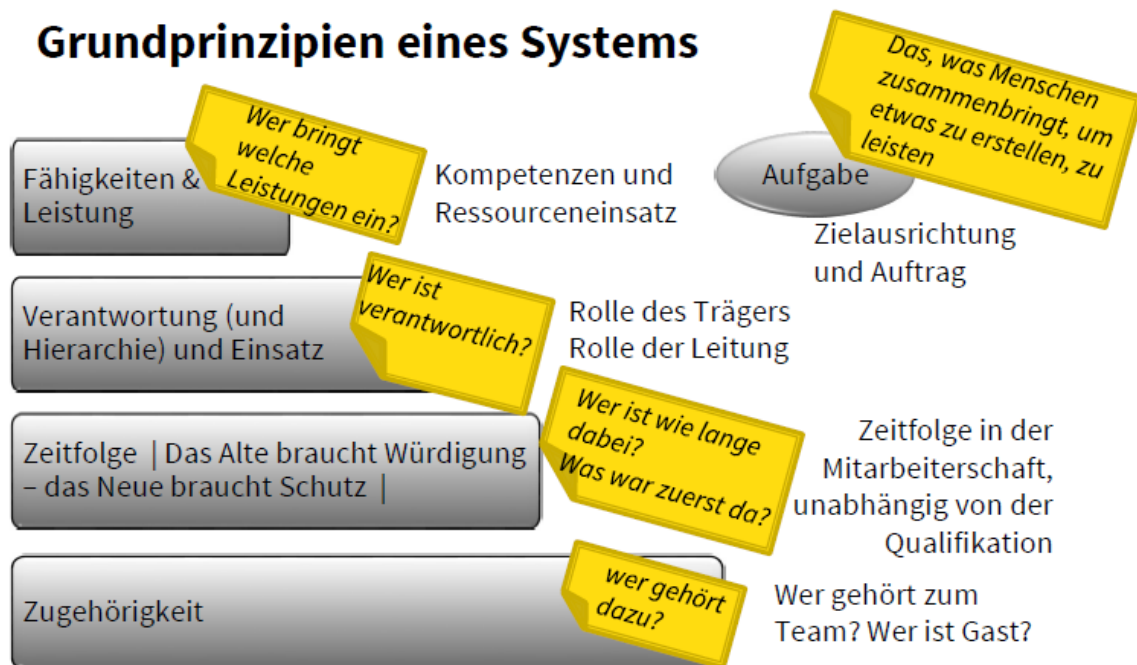 Grundprinzipien eines Systems
Fähigkeiten &
Leistung
Wer bringt
welche
Leistungen ein?
Kompetenzen und
Ressourceneinsatz
Aufgabe
Das, was Menschen
zusammenbringt, um
etwas zu erstellen, zu
leisten
Zielausrichtung
und Auftrag
Verantwortung (und
Hierarchie) und Einsatz
Wer ist
verantwortlich?
Rolle des Trägers
Rolle der Leitung
Zeitfolge | Das Alte braucht Würdigung
– das Neue braucht Schutz |
Wer ist wie lange
dabei?
Was war zuerst da?
Zeitfolge in der
Mitarbeiterschaft,
unabhängig von der
Qualifikation
Zugehörigkeit
wer gehört
dazu?
Wer gehört zum
Team? Wer ist Gast?